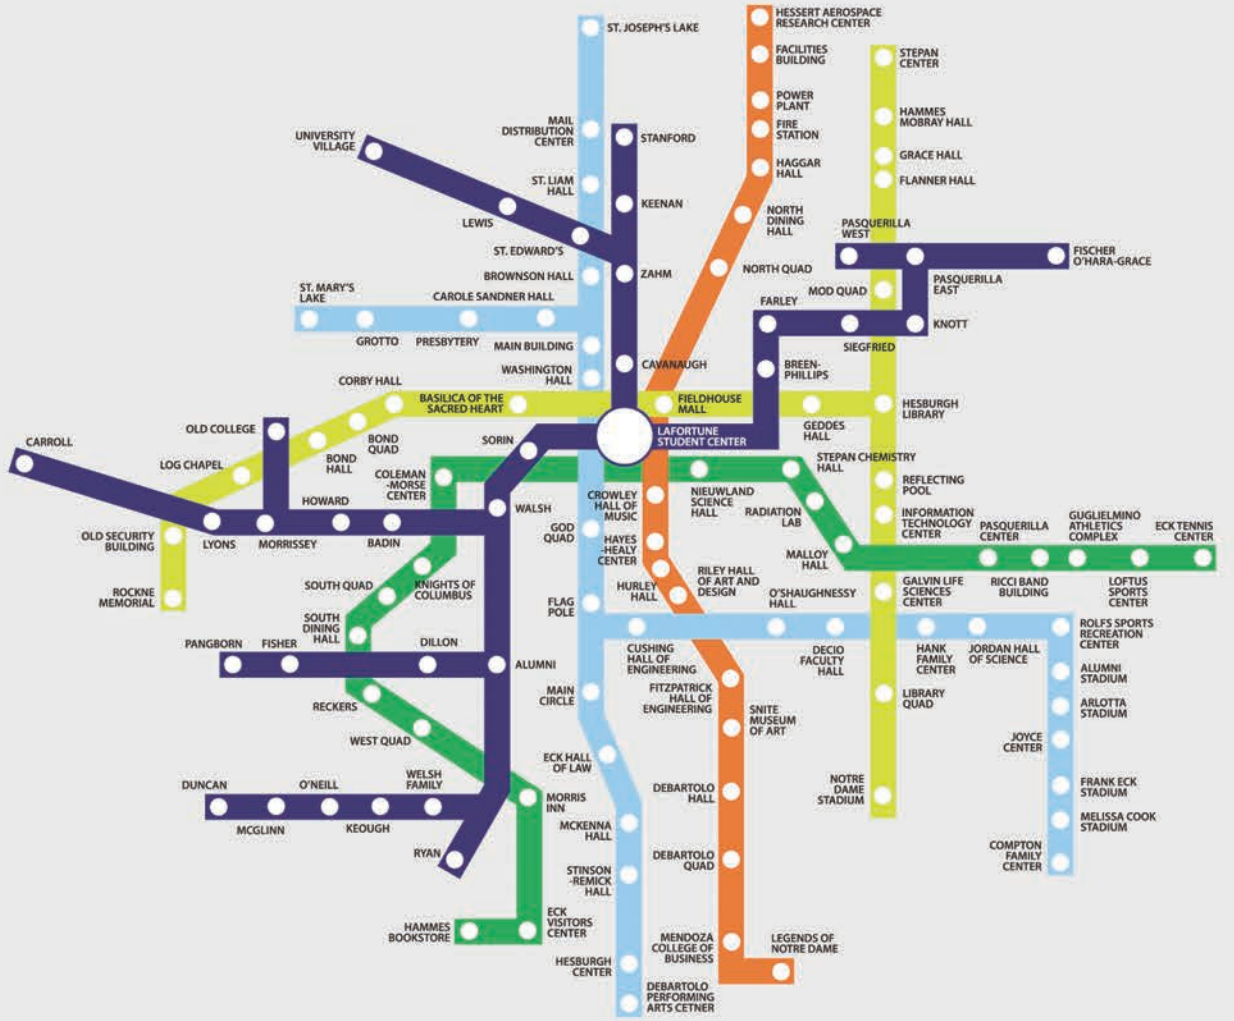 HESSERT AEROSPACE
RESEARCH CENTER
ST. JOSEPH'S LAKE
FACILITIES
BUILDING
STEPAN
CENTER
POWER
PLANT
HAMMES
MOBRAY HALL
MAIL
DISTRIBUTION
CENTER
FIRE
STATION
UNIVERSITY
VILLAGE
STANFORD
GRACE HALL
HAGGAR
HALL
FLANNER HALL
ST. LIAM
HALL
KEENAN
LEWIS
NORTH
DINING
HALL
PASQUERILLA
WEST
ST. EDWARD'S
FISCHER
O'HARA-GRACE
BROWNSON HALL
ZAHM
NORTH QUAD
PASQUERILLA
EAST
MOD QUAD
ST. MARY'S
LAKE
CAROLE SANDNER HALL
FARLEY
KNOTT
GROTTO
PRESBYTERY
MAIN BUILDING
SIEGFRIED
CAVANAUGH
BREEN-
PHILLIPS
WASHINGTON
HALL
CORBY HALL
BASILICA OF THE
SACRED HEART
FIELDHOUSE
MALL
HESBURGH
LIBRARY
GEDDES
HALL
OLD COLLEGE
LAFORTUNE
STUDENT CENTER
CARROLL
BOND
QUAD
SORIN
BOND
HALL
LOG CHAPEL
COLEMAN
-MORSE
CENTER
STEPAN CHEMISTRY
HALL
NIEUWLAND
SCIENCE
HALL
REFLECTING
POOL
CROWLEY
HALL OF
MUSIC
HOWARD
WALSH
RADIATION
LAB
INFORMATION
TECHNOLOGY
CENTER
OLD SECURITY
BUILDING
LYONS
MORRISSEY
BADIN
GOD
QUAD
HAYES
-HEALY
CENTER
MALLOY
HALL
PASQUERILLA
CENTER
GUGLIELMINO
ATHLETICS
COMPLEX
ECK TENNIS
CENTER
ROCKNE
MEMORIAL
SOUTH QUAD
KNIGHTS OF
COLUMBUS
HURLEY
HALL
RILEY HALL
OF ART AND
DESIGN
RICCI BAND
BUILDING
LOFTUS
SPORTS
CENTER
GALVIN LIFE
SCIENCES
CENTER
FLAG
POLE
O'SHAUGHNESSY
HALL
SOUTH
DINING
HALL
ROLFS SPORTS
RECREATION
CENTER
PANGBORN
FISHER
DILLON
ALUMNI
CUSHING
HALL OF
ENGINEERING
DECIO
FACULTY
HALL
HANK
FAMILY
CENTER
JORDAN HALL
OF SCIENCE
ALUMNI
STADIUM
MAIN
CIRCLE
FITZPATRICK
HALL OF
ENGINEERING
LIBRARY
QUAD
RECKERS
SNITE
MUSEUM
OF ART
ARLOTTA
STADIUM
WEST QUAD
JOYCE
CENTER
ECK HALL
OF LAW
DUNCAN
O'NEILL
WELSH
FAMILY
MORRIS
INN
DEBARTOLO
HALL
NOTRE
DAME
STADIUM
FRANK ECK
STADIUM
MCGLINN
KEOUGH
MCKENNA
HALL
MELISSA COOK
STADIUM
RYAN
DEBARTOLO
QUAD
COMPTON
FAMILY
CENTER
STINSON
-REMICK
HALL
HAMMES
BOOKSTORE
ECK
VISITORS
CENTER
MENDOZA
COLLEGE OF
BUSINESS
LEGENDS OF
NOTRE DAME
HESBURGH
CENTER
DEBARTOLO
PERFORMING
ARTS CETNER